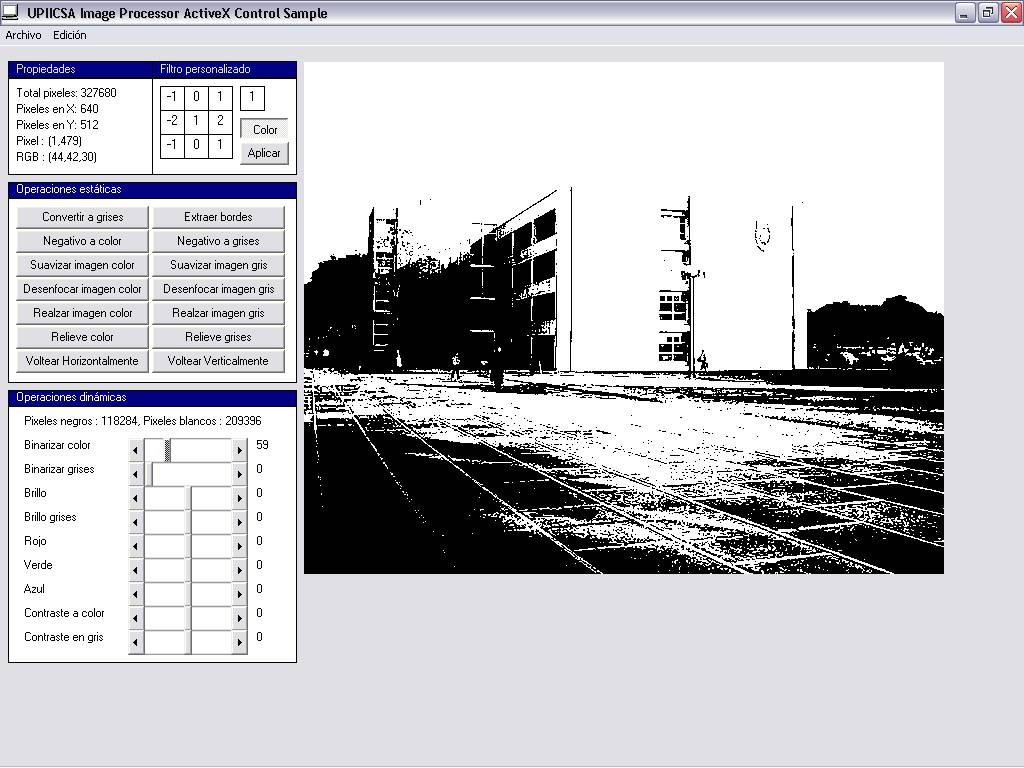 UPIICSA Image Processor ActiveX Control Sample
Archivo Edición
Propiedades
Total pixeles: 327680
Pixeles en X: 640
Pixeles en Y: 512
Pixel : (1,479)
RGB : (44,42,30)
Filtro personalizado
-1 0 1 1
-2 1 2
-1 0 1
Color
Aplicar
Operaciones estáticas
Convertir a grises Extraer bordes
Negativo a color Negativo a grises
Suavizar imagen color Suavizar imagen gris
Desenfocar imagen color Desenfocar imagen gris
Realzar imagen color Realzar imagen gris
Relieve color Relieve grises
Voltear Horizontalmente Voltear Verticalmente
Operaciones dinámicas
Pixeles negros : 118284, Pixeles blancos : 209396
Binarizar color 59
Binarizar grises 0
Brillo 0
Brillo grises 0
Rojo 0
Verde 0
Azul 0
Contraste a color 0
Contraste en gris 0